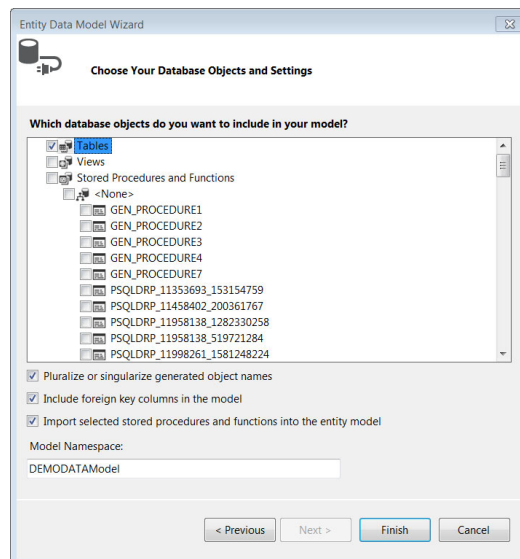 Entity Data Model Wizard
Choose Your Database Objects and Settings
Which database objects do you want to include in your model?
Tables
Views
Stored Procedures and Functions
<None>
GEN_PROCEDURE1
GEN_PROCEDURE2
GEN_PROCEDURE3
GEN_PROCEDURE4
GEN_PROCEDURE7
PSQLDRP_11353693_153154759
PSQLDRP_11458402_200361767
PSQLDRP_11958138_1282330258
PSQLDRP_11958138_519721284
PSQLDRP_11998261_1581248224
Pluralize or singularize generated object names
Include foreign key columns in the model
Import selected stored procedures and functions into the entity model
Model Namespace:
DEMODATAModel
< Previous Next > Finish Cancel